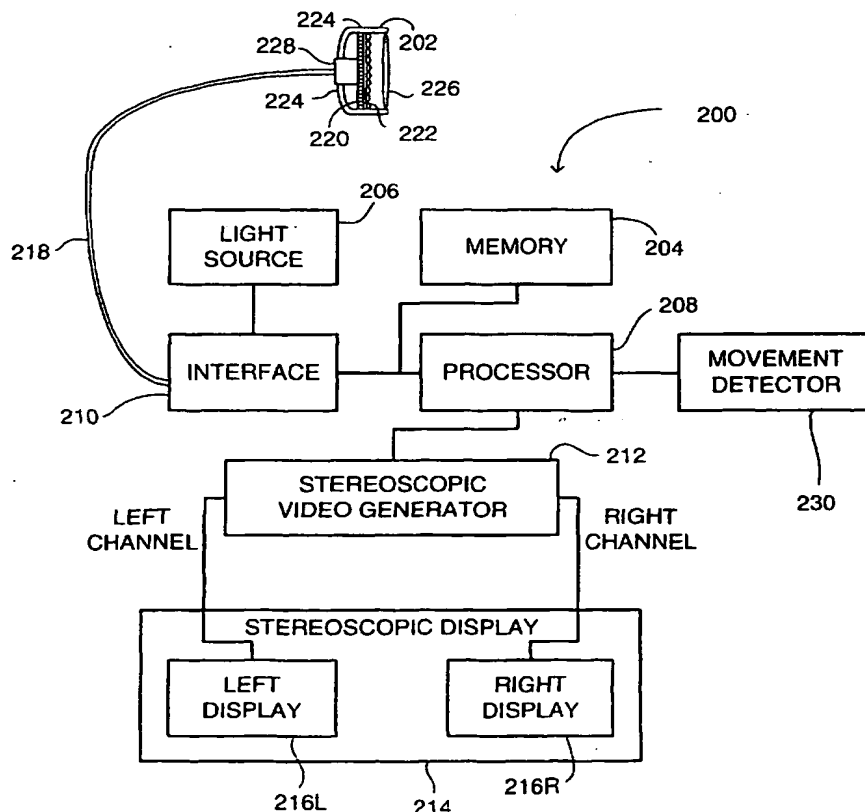 224
202
228
224
226
220
222
200
206
218
LIGHT
SOURCE
MEMORY
204
208
INTERFACE
PROCESSOR
MOVEMENT
DETECTOR
210
212
STEREOSCOPIC
VIDEO GENERATOR
230
LEFT
CHANNEL
RIGHT
CHANNEL
STEREOSCOPIC DISPLAY
LEFT
DISPLAY
RIGHT
DISPLAY
216L
214
216R